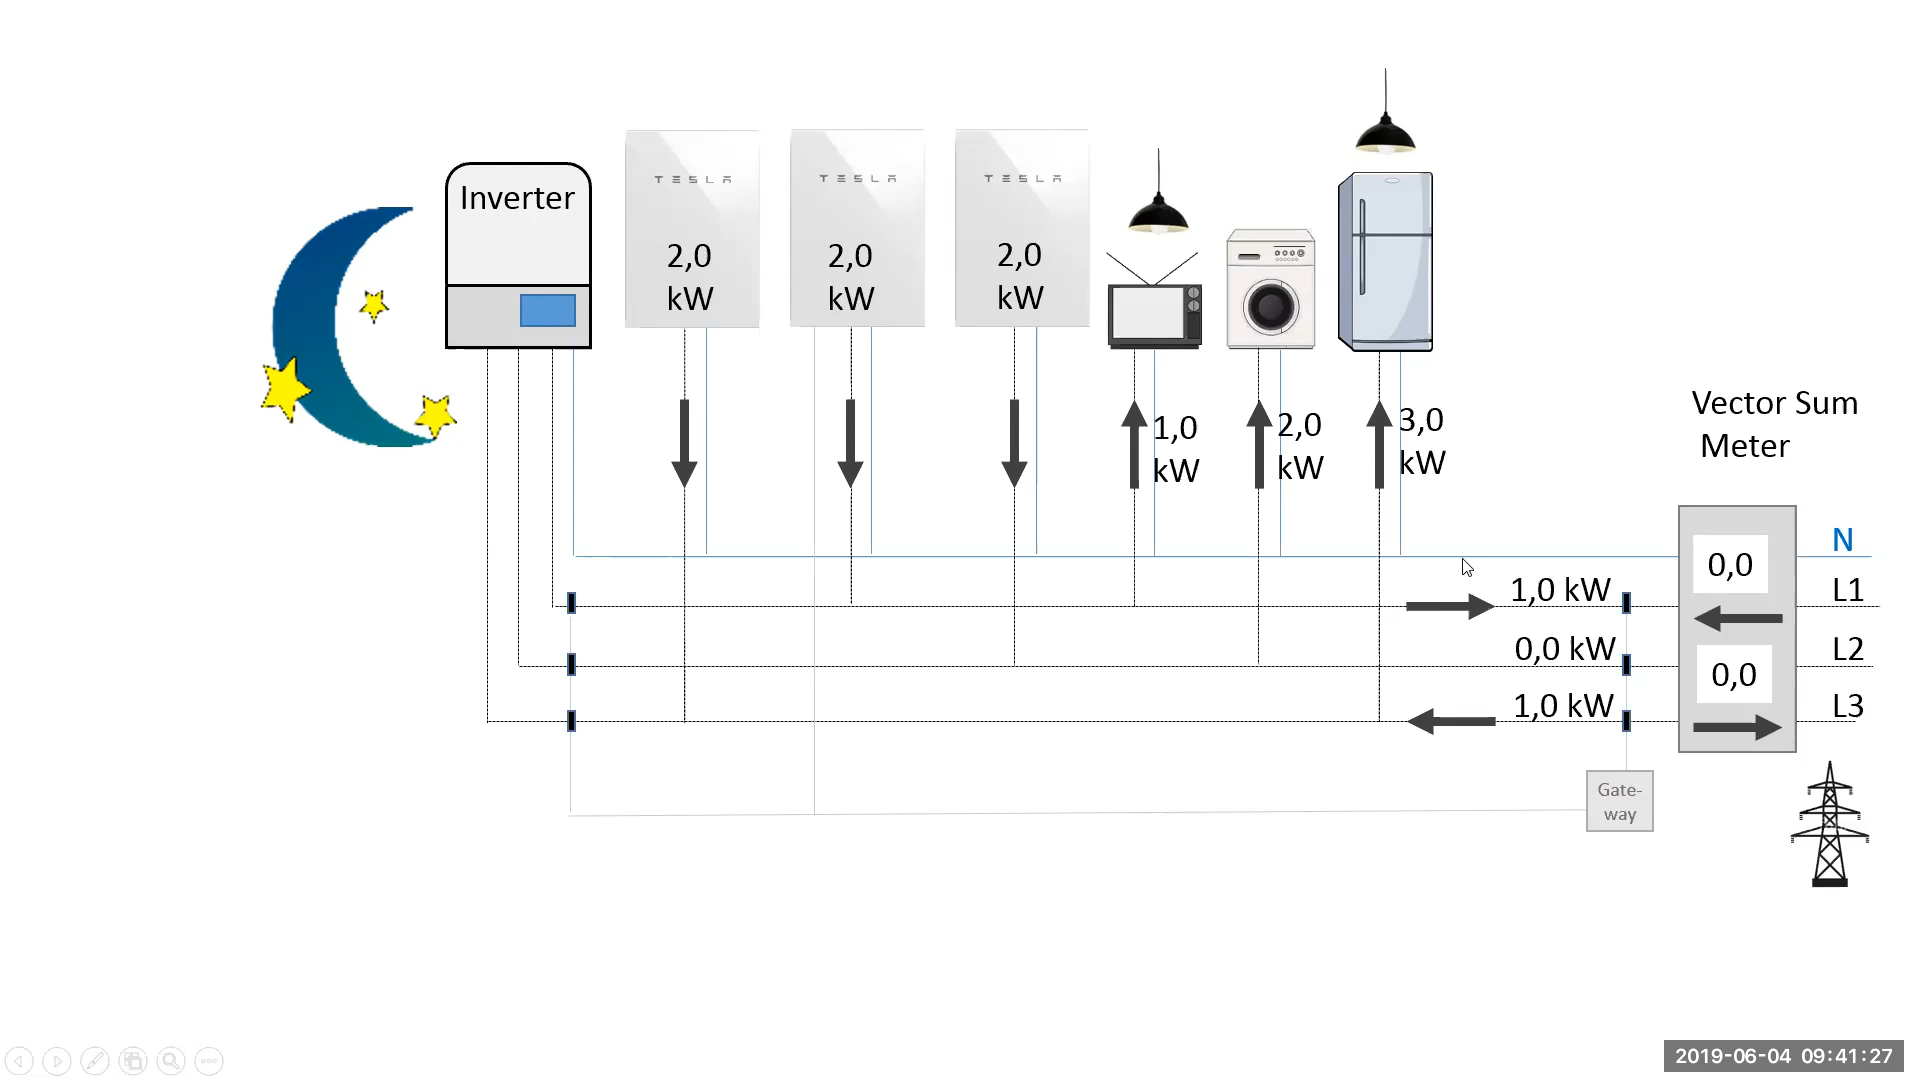 Inverter
TESLA
2,0
kW
TESLA
2,0
kW
TESLA
2,0
kW
1,0
kW
2,0
kW
3,0
kW
Vector Sum
Meter
N
0,0
1,0 kW
L1
0,0 kW
L2
0,0
1,0 kW
L3
Gate-
way
2019-06-04 09:41:27